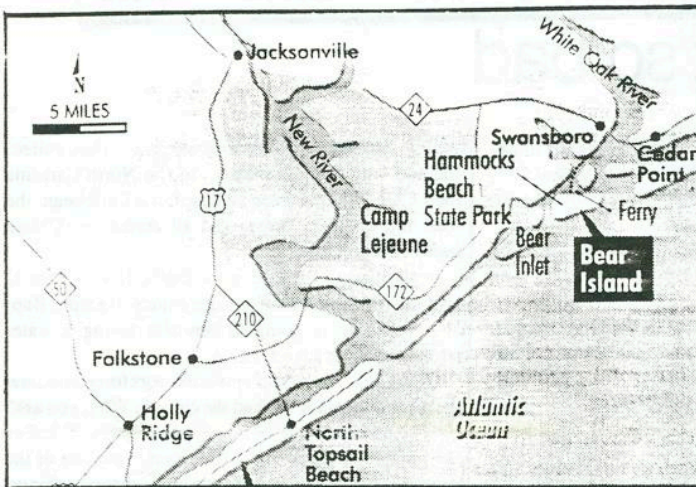 Jacksonville
N
5 MILES
White Oak River
24
Swansboro
Cedar
Point
New River
Hammocks
Beach
State Park
Ferry
17
Camp
Lejeune
Bear
Inlet
Bear
Island
50
172
210
Folkstone
Holly
Ridge
North
Topsail
Beach
Atlantic
Ocean